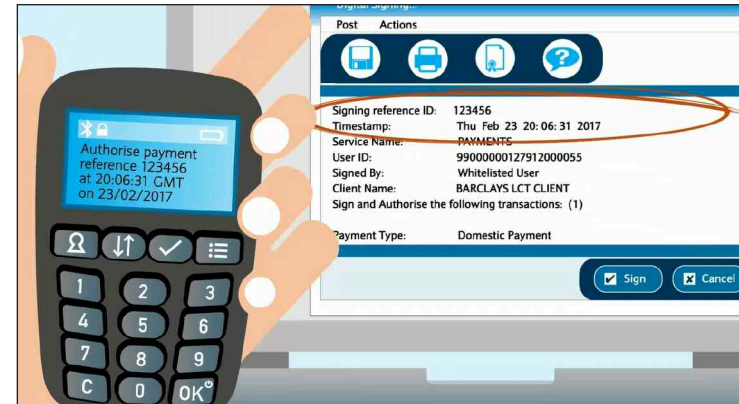 Digital Signing...
Post Actions
Signing reference ID: 123456
Timestamp: Thu Feb 23 20:06:31 2017
Service Name: PAYMENTS
User ID: 99000000127912000055
Signed By: Whitelisted User
Client Name: BARCLAYS LCT CLIENT
Sign and Authorise the following transactions: (1)
Payment Type: Domestic Payment
Sign Cancel
Authorise payment
reference 123456
at 20:06:31 GMT
on 23/02/2017
1 2 3
4 5 6
7 8 9
C 0 OK